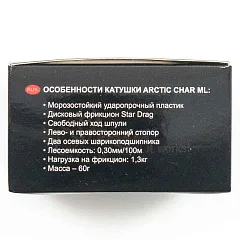 RUS ОСОБЕННОСТИ КАТУШКИ ARCTIC CHAR ML:
• Морозостойкий ударопрочный пластик
• Дисковый фрикцион Star Drag
• Свободный ход шпули
• Лево- и правосторонний стопор
• Два осевых шарикоподшипника
• Лесоемкость: 0,30мм/100м
• Нагрузка на фрикцион: 1,3кг
• Масса – 60г